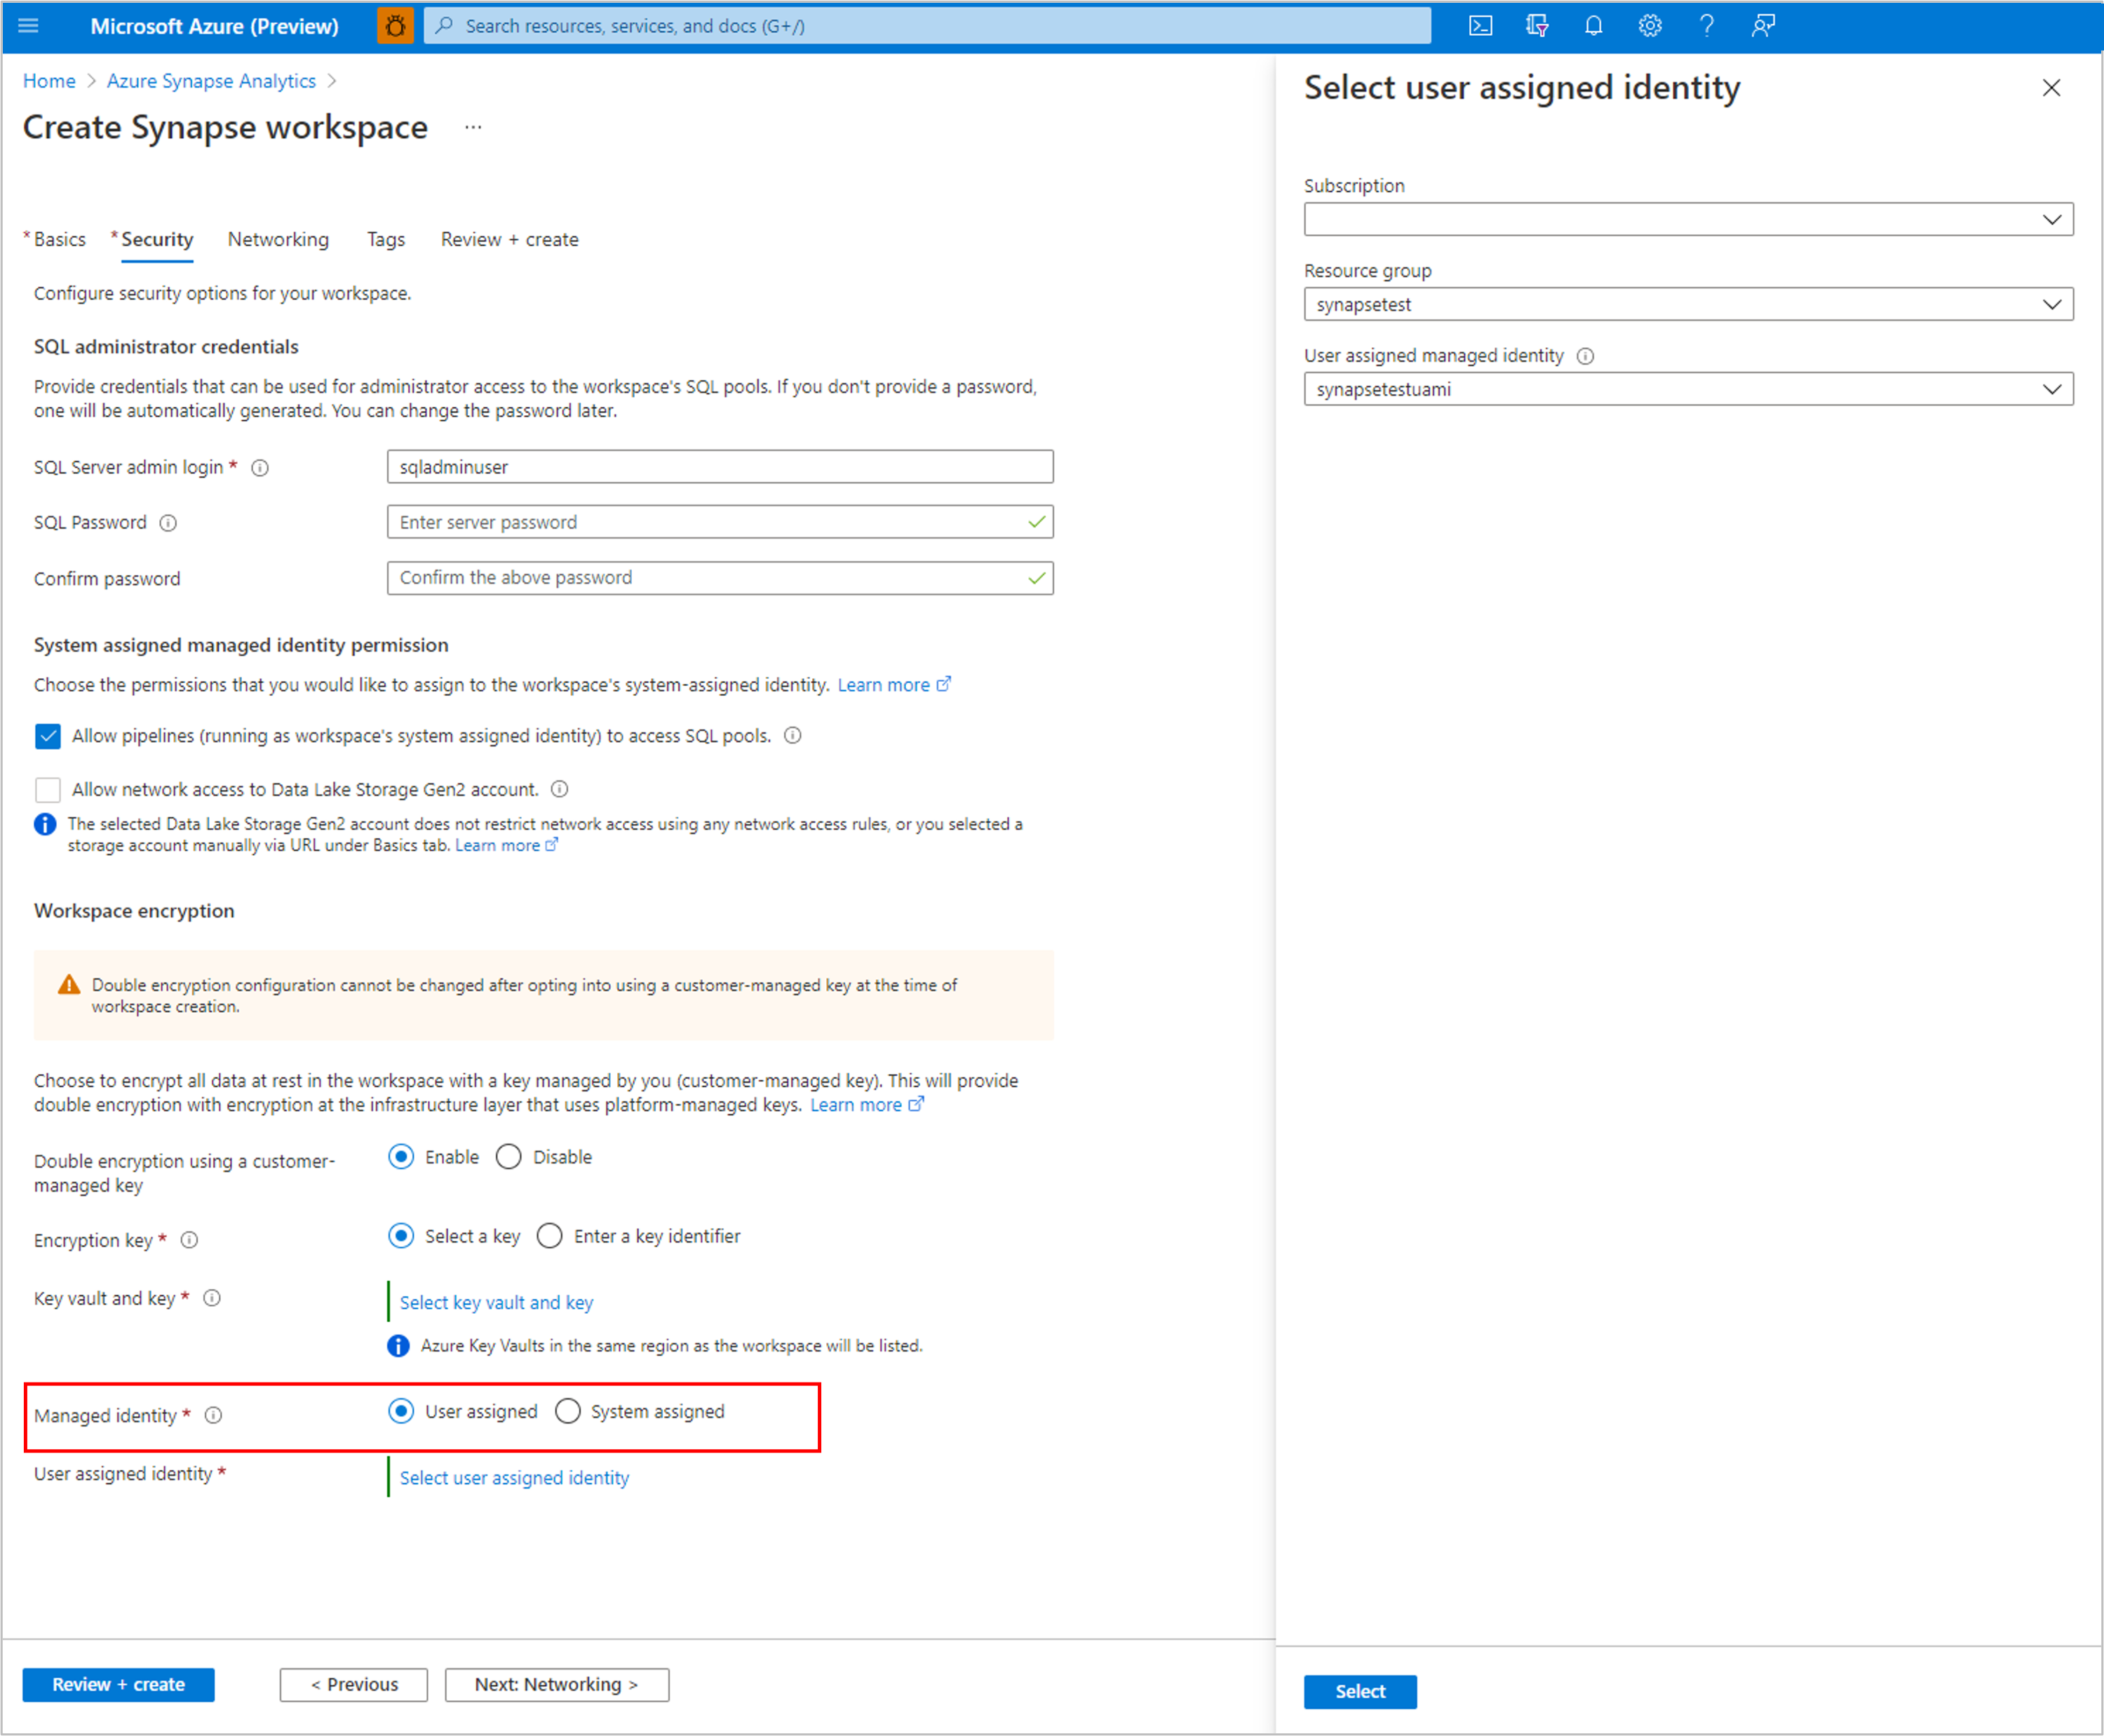 Microsoft Azure (Preview)
Search resources, services, and docs (G+/)
Home > Azure Synapse Analytics >
Create Synapse workspace ...
* Basics * Security Networking Tags Review + create
Configure security options for your workspace.
SQL administrator credentials
Provide credentials that can be used for administrator access to the workspace's SQL pools. If you don't provide a password,
one will be automatically generated. You can change the password later.
SQL Server admin login *
sqladminuser
SQL Password
Enter server password
Confirm password
Confirm the above password
System assigned managed identity permission
Choose the permissions that you would like to assign to the workspace's system-assigned identity. Learn more
Allow pipelines (running as workspace's system assigned identity) to access SQL pools.
Allow network access to Data Lake Storage Gen2 account.
The selected Data Lake Storage Gen2 account does not restrict network access using any network access rules, or you selected a
storage account manually via URL under Basics tab. Learn more
Workspace encryption
Double encryption configuration cannot be changed after opting into using a customer-managed key at the time of
workspace creation.
Choose to encrypt all data at rest in the workspace with a key managed by you (customer-managed key). This will provide
double encryption with encryption at the infrastructure layer that uses platform-managed keys. Learn more
Double encryption using a customer-
managed key
Enable Disable
Encryption key *
Select a key Enter a key identifier
Key vault and key *
Select key vault and key
Azure Key Vaults in the same region as the workspace will be listed.
Managed identity *
User assigned System assigned
User assigned identity *
Select user assigned identity
Review + create
< Previous
Next: Networking >
Select user assigned identity
Subscription
Resource group
synapsetest
User assigned managed identity
synapsetestuami
Select